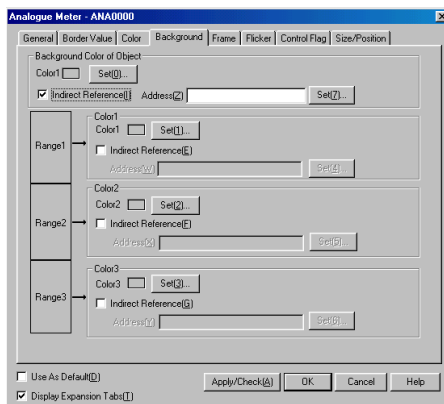 Analogue Meter - ANA0000
General Border Value Color Background Frame Flicker Control Flag Size/Position
Background Color of Object
Color1 Set(0)...
Indirect Reference(I) Address(Z) Set(7)...
Range1
Color1
Color1 Set(1)...
Indirect Reference(E)
Address(W) Set(4)...
Range2
Color2
Color2 Set(2)...
Indirect Reference(F)
Address(X) Set(5)...
Range3
Color3
Color3 Set(3)...
Indirect Reference(G)
Address(Y) Set(6)...
Use As Default(D)
Display Expansion Tabs(T)
Apply/Check(A) OK Cancel Help